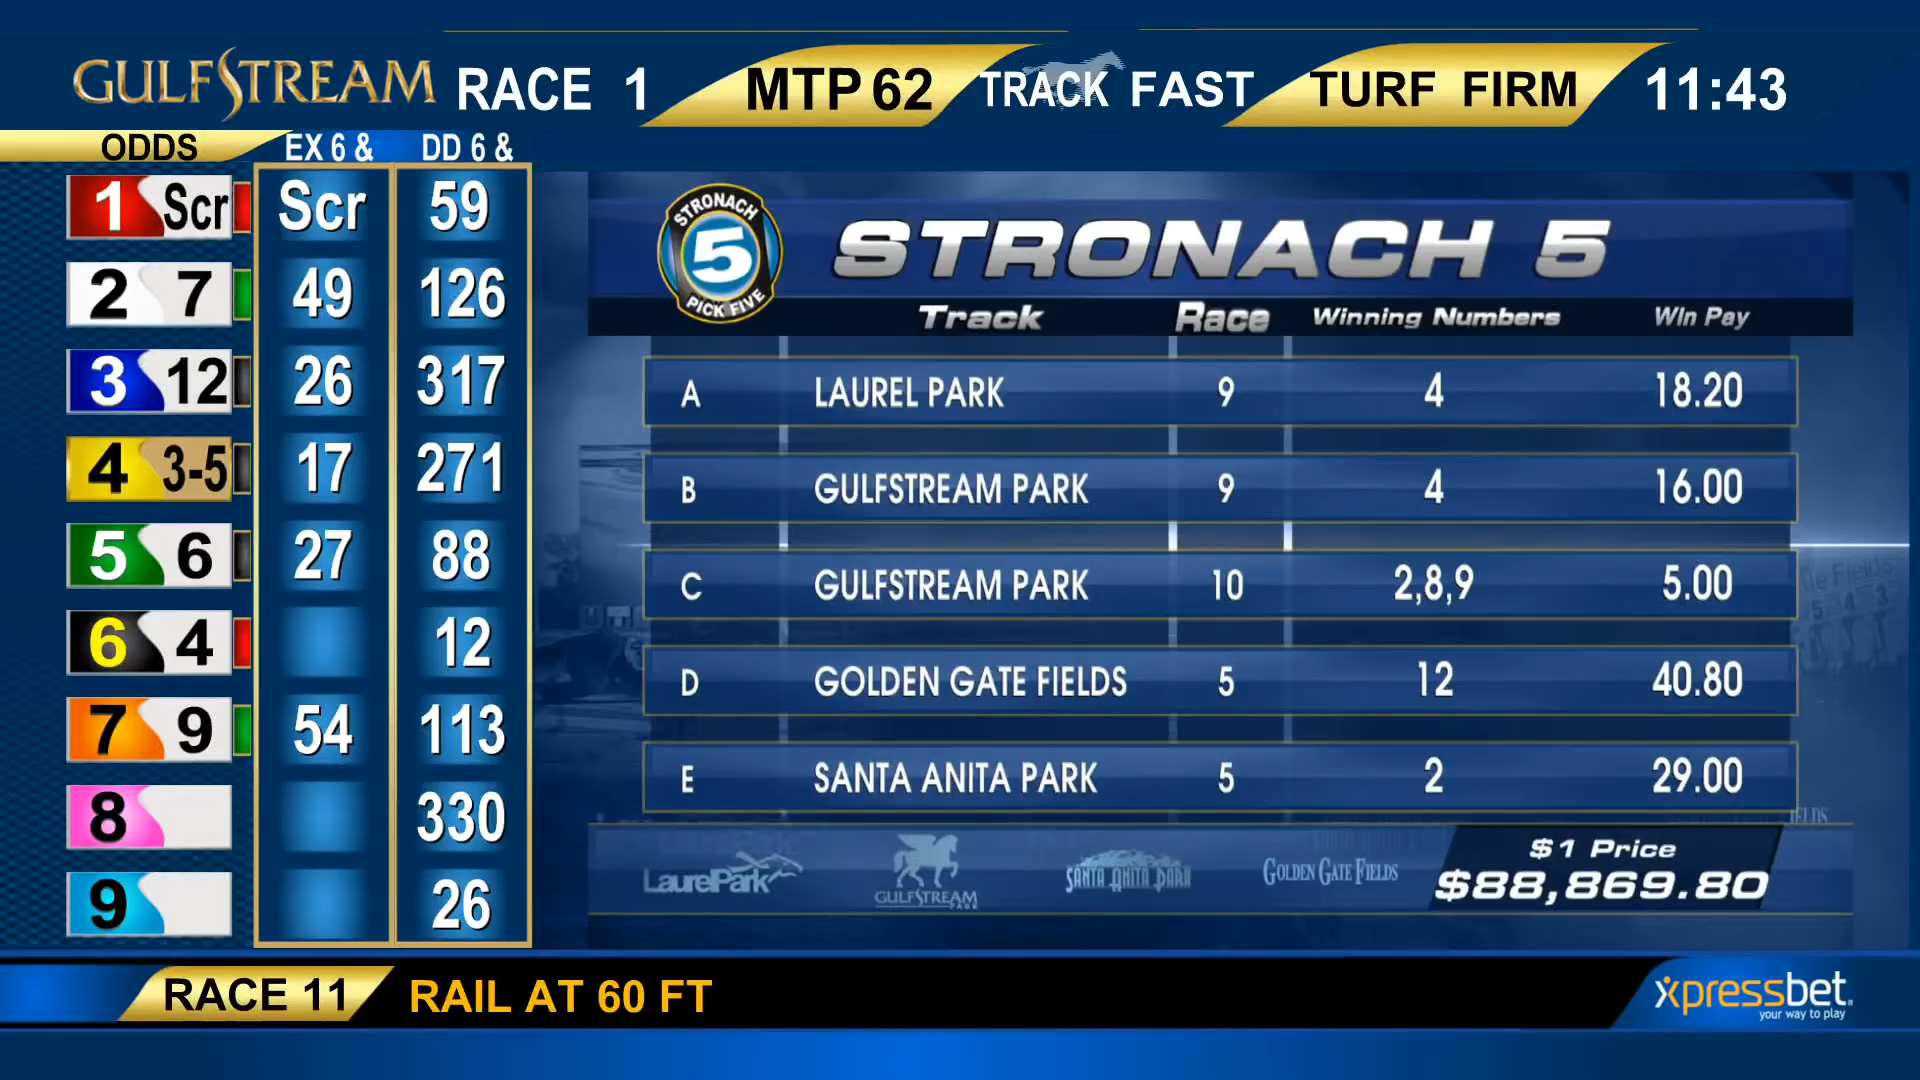 GULFSTREAM RACE 1 MTP 62 TRACK FAST TURF FIRM 11:43
ODDS EX 6 & DD 6 &
1 Scr Scr 59
2 7 49 126
3 12 26 317
4 3-5 17 271
5 6 27 88
6 4 12
7 9 54 113
8 330
9 26
STRONACH 5 PICK FIVE
STRONACH 5
Track Race Winning Numbers Win Pay
A LAUREL PARK 9 4 18.20
B GULFSTREAM PARK 9 4 16.00
C GULFSTREAM PARK 10 2,8,9 5.00
D GOLDEN GATE FIELDS 5 12 40.80
E SANTA ANITA PARK 5 2 29.00
LaurelPark GULFSTREAM PARK SANTA ANITA PARK GOLDEN GATE FIELDS
$1 Price
$88,869.80
RACE 11 RAIL AT 60 FT
xpressbet.
your way to play